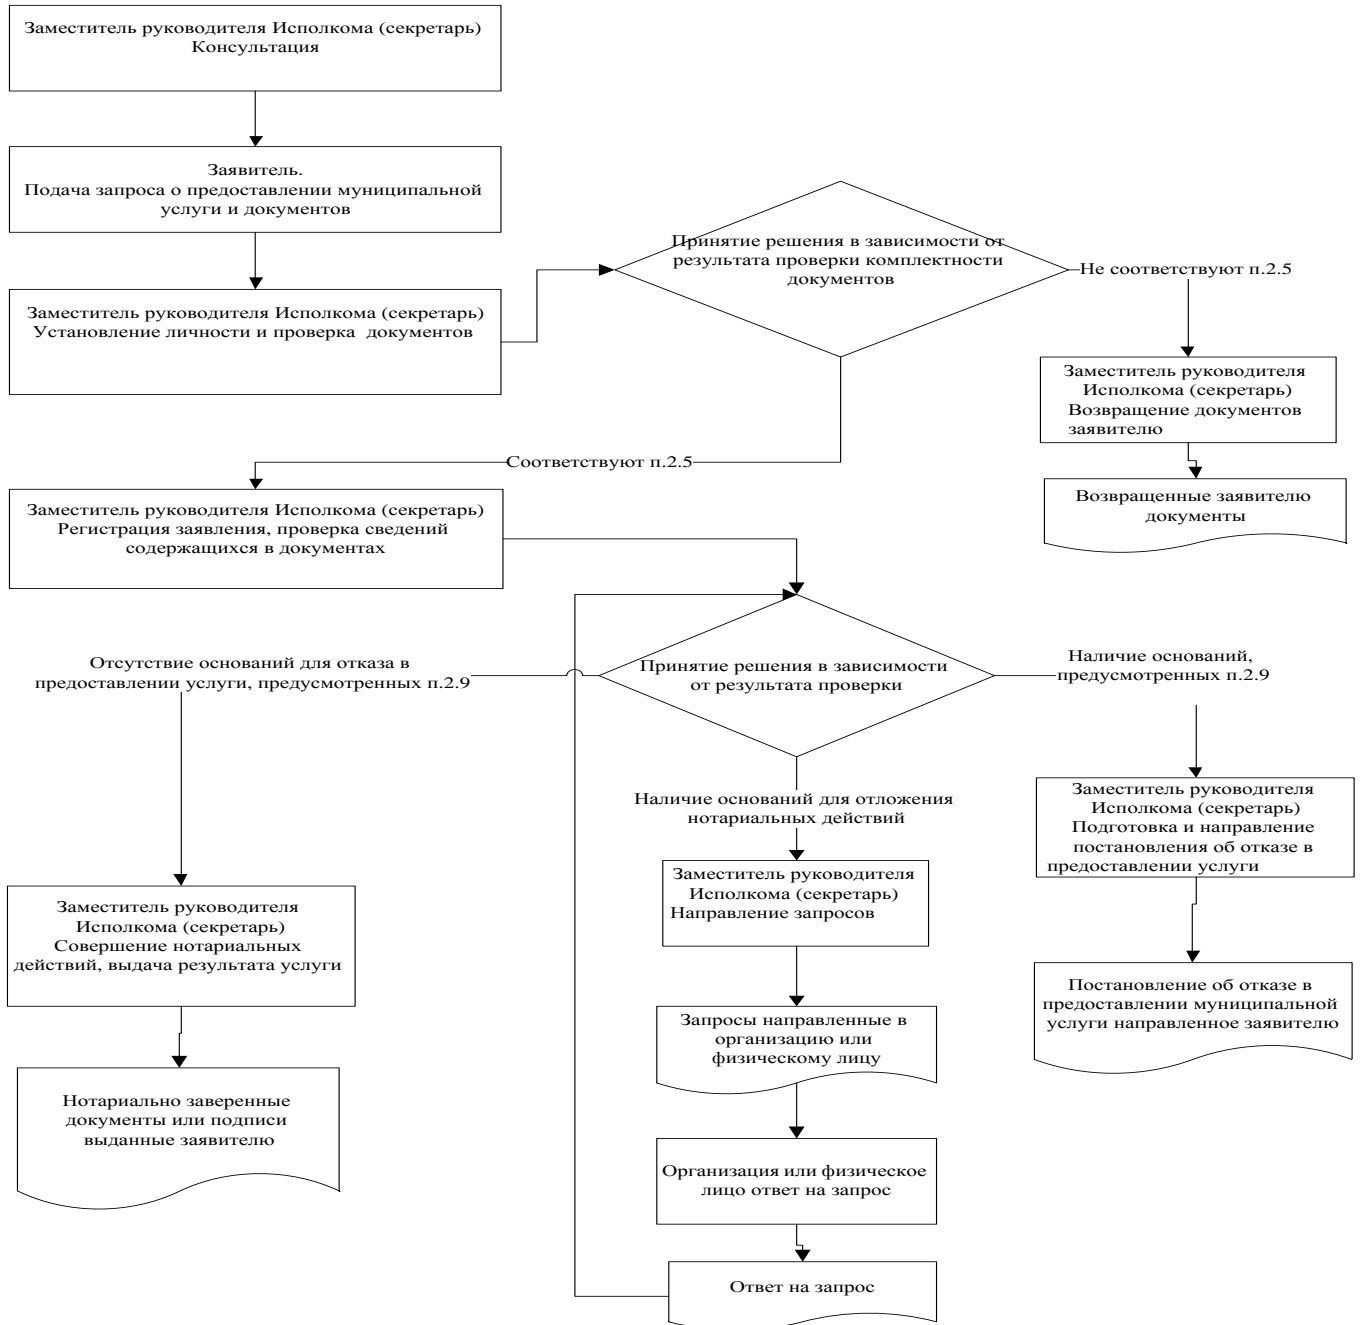 Заместитель руководителя Исполкома (секретарь)
Консультация
Заявитель.
Подача запроса о предоставлении муниципальной
услуги и документов
Заместитель руководителя Исполкома (секретарь)
Установление личности и проверка документов
Принятие решения в зависимости от
результата проверки комплектности
документов
Не соответствуют п.2.5
Заместитель руководителя
Исполкома (секретарь)
Возвращение документов
заявителю
Возвращенные заявителю
документы
Соответствуют п.2.5
Заместитель руководителя Исполкома (секретарь)
Регистрация заявления, проверка сведений
содержащихся в документах
Отсутствие оснований для отказа в
предоставлении услуги, предусмотренных п.2.9
Принятие решения в зависимости
от результата проверки
Наличие оснований,
предусмотренных п.2.9
Наличие оснований для отложения
нотариальных действий
Заместитель руководителя
Исполкома (секретарь)
Подготовка и направление
постановления об отказе в
предоставлении услуги
Заместитель руководителя
Исполкома (секретарь)
Совершение нотариальных
действий, выдача результата услуги
Заместитель руководителя
Исполкома (секретарь)
Направление запросов
Постановление об отказе в
предоставлении муниципальной
услуги направленное заявителю
Запросы направленные в
организацию или
физическому лицу
Нотариально заверенные
документы или подписи
выданные заявителю
Организация или физическое
лицо ответ на запрос
Ответ на запрос